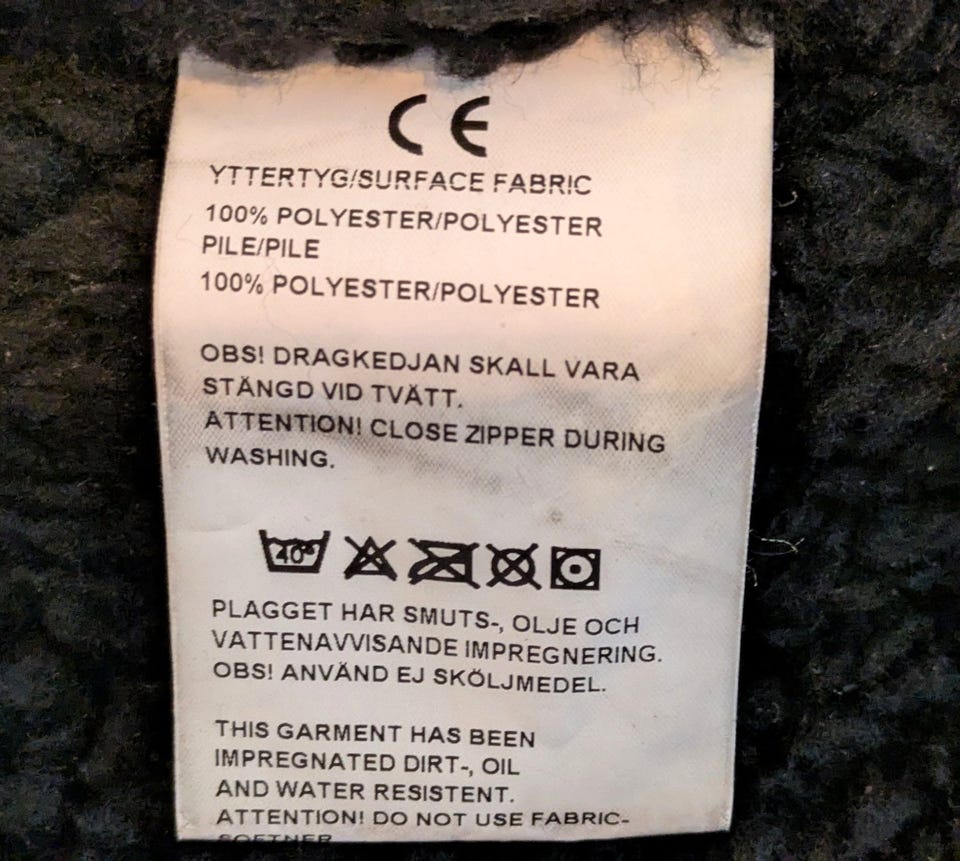 CE
YTTERTYG/SURFACE FABRIC
100% POLYESTER/POLYESTER
PILE/PILE
100% POLYESTER/POLYESTER
OBS! DRAGKEDJAN SKALL VARA
STÄNGD VID TVÄTT.
ATTENTION! CLOSE ZIPPER DURING
WASHING.
40°
PLAGGET HAR SMUTS-, OLJE OCH
VATTENAVVISANDE IMPREGNERING.
OBS! ANVÄND EJ SKÖLJMEDEL.
THIS GARMENT HAS BEEN
IMPREGNATED DIRT-, OIL
AND WATER RESISTENT.
ATTENTION! DO NOT USE FABRIC-
SOFTNER